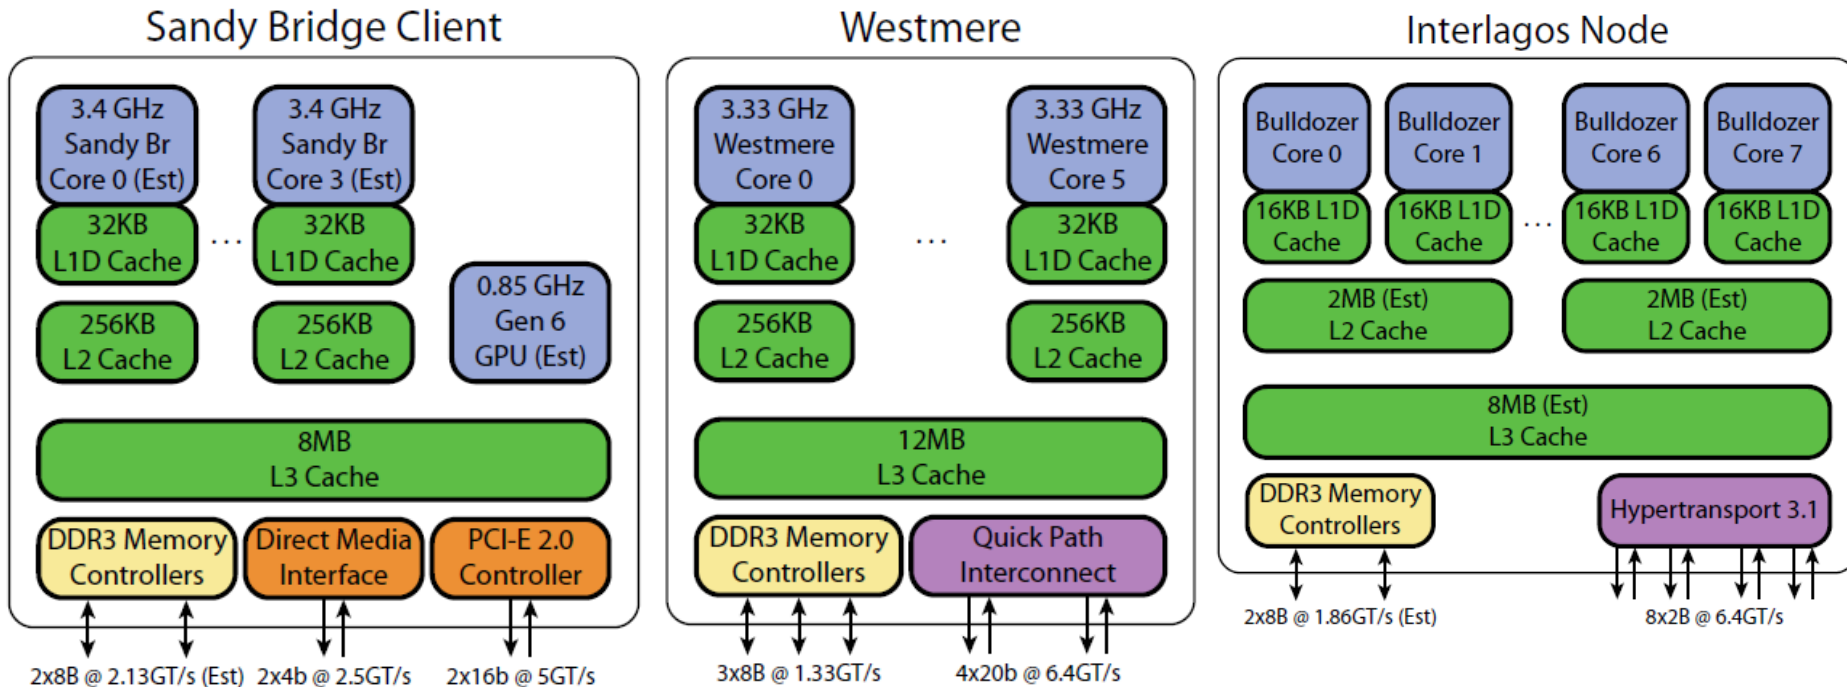 Sandy Bridge Client
3.4 GHz
Sandy Br
Core 0 (Est)
3.4 GHz
Sandy Br
Core 3 (Est)
32KB
L1D Cache
...
32KB
L1D Cache
256KB
L2 Cache
256KB
L2 Cache
0.85 GHz
Gen 6
GPU (Est)
8MB
L3 Cache
DDR3 Memory
Controllers
Direct Media
Interface
PCI-E 2.0
Controller
2x8B @ 2.13GT/s (Est)
2x4b @ 2.5GT/s
2x16b @ 5GT/s
Westmere
3.33 GHz
Westmere
Core 0
3.33 GHz
Westmere
Core 5
32KB
L1D Cache
...
32KB
L1D Cache
256KB
L2 Cache
256KB
L2 Cache
12MB
L3 Cache
DDR3 Memory
Controllers
Quick Path
Interconnect
3x8B @ 1.33GT/s
4x20b @ 6.4GT/s
Interlagos Node
Bulldozer
Core 0
Bulldozer
Core 1
Bulldozer
Core 6
Bulldozer
Core 7
16KB L1D
Cache
16KB L1D
Cache
...
16KB L1D
Cache
16KB L1D
Cache
2MB (Est)
L2 Cache
2MB (Est)
L2 Cache
8MB (Est)
L3 Cache
DDR3 Memory
Controllers
Hypertransport 3.1
2x8B @ 1.86GT/s (Est)
8x2B @ 6.4GT/s